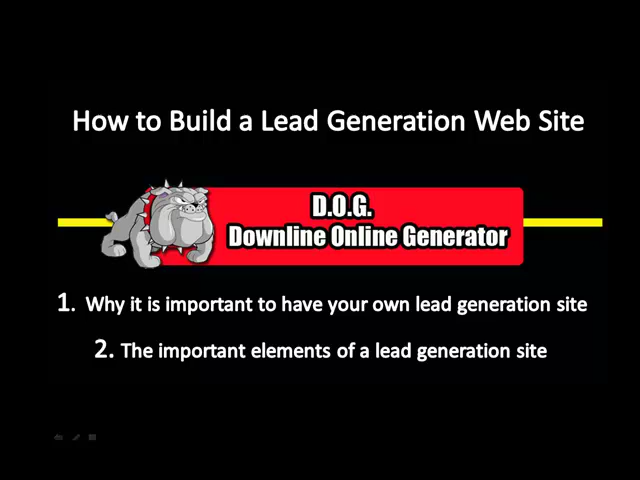 How to Build a Lead Generation Web Site
D.O.G.
Downline Online Generator
1. Why it is important to have your own lead generation site
2. The important elements of a lead generation site